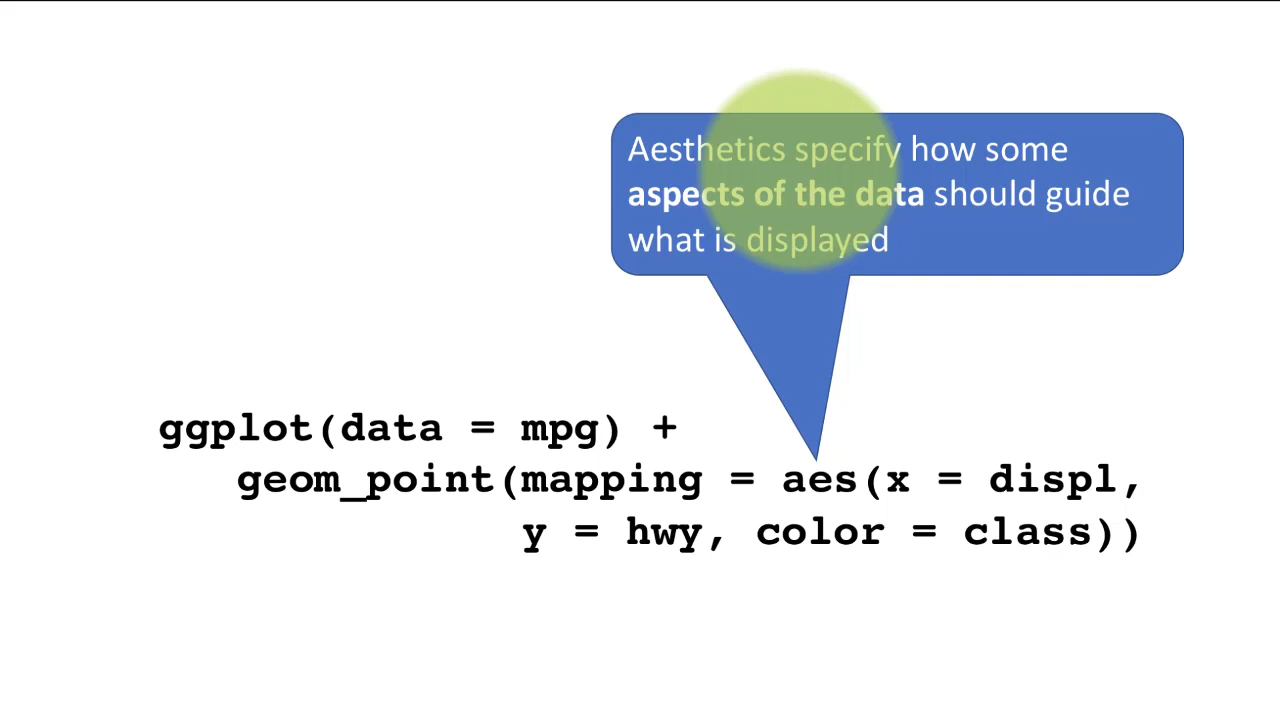 Aesthetics specify how some
aspects of the data should guide
what is displayed
ggplot(data = mpg) +
geom_point(mapping = aes(x = displ,
y = hwy, color = class))